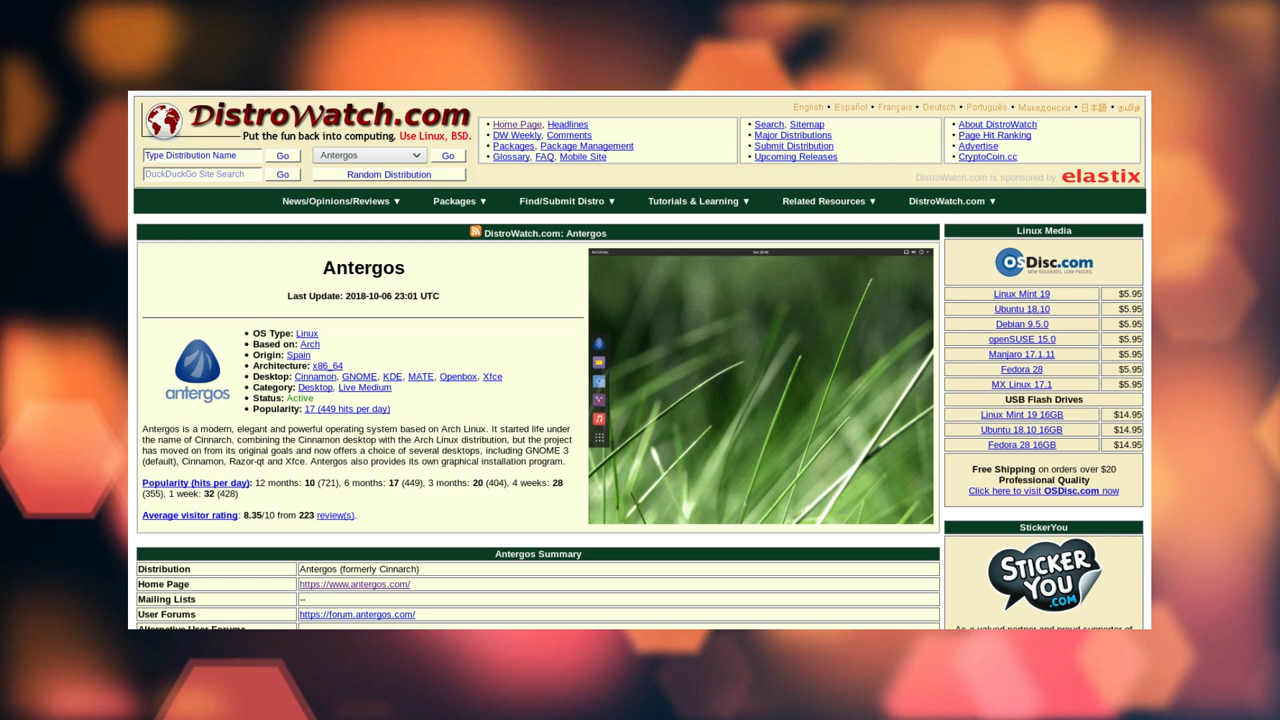 DistroWatch.com
Put the fun back into computing. Use Linux, BSD.
English • Español • Français • Deutsch • Português • Македонски • 日本語 • தமிழ்
• Home Page, Headlines
• DW Weekly, Comments
• Packages, Package Management
• Glossary, FAQ, Mobile Site
• Search, Sitemap
• Major Distributions
• Submit Distribution
• Upcoming Releases
• About DistroWatch
• Page Hit Ranking
• Advertise
• CryptoCoin.cc
Type Distribution Name Go Antergos Go
DuckDuckGo Site Search Go Random Distribution
DistroWatch.com is sponsored by elastix
News/Opinions/Reviews ▼ Packages ▼ Find/Submit Distro ▼ Tutorials & Learning ▼ Related Resources ▼ DistroWatch.com ▼
DistroWatch.com: Antergos
Antergos
Last Update: 2018-10-06 23:01 UTC
antergos
• OS Type: Linux
• Based on: Arch
• Origin: Spain
• Architecture: x86_64
• Desktop: Cinnamon, GNOME, KDE, MATE, Openbox, Xfce
• Category: Desktop, Live Medium
• Status: Active
• Popularity: 17 (449 hits per day)
Antergos is a modern, elegant and powerful operating system based on Arch Linux. It started life under
the name of Cinnarch, combining the Cinnamon desktop with the Arch Linux distribution, but the project
has moved on from its original goals and now offers a choice of several desktops, including GNOME 3
(default), Cinnamon, Razor-qt and Xfce. Antergos also provides its own graphical installation program.
Popularity (hits per day): 12 months: 10 (721), 6 months: 17 (449), 3 months: 20 (404), 4 weeks: 28
(355), 1 week: 32 (428)
Average visitor rating: 8.35/10 from 223 review(s).
Antergos Summary
Distribution Antergos (formerly Cinnarch)
Home Page https://www.antergos.com/
Mailing Lists --
User Forums https://forum.antergos.com/
Alternative User Forums
Linux Media
OSDisc.com
NEW RELEASES. LOW PRICES.
Linux Mint 19 $5.95
Ubuntu 18.10 $5.95
Debian 9.5.0 $5.95
openSUSE 15.0 $5.95
Manjaro 17.1.11 $5.95
Fedora 28 $5.95
MX Linux 17.1 $5.95
USB Flash Drives
Linux Mint 19 16GB $14.95
Ubuntu 18.10 16GB $14.95
Fedora 28 16GB $14.95
Free Shipping on orders over $20
Professional Quality
Click here to visit OSDisc.com now
StickerYou
STICKER
YOU
.COM
As a valued partner and proud supporter of